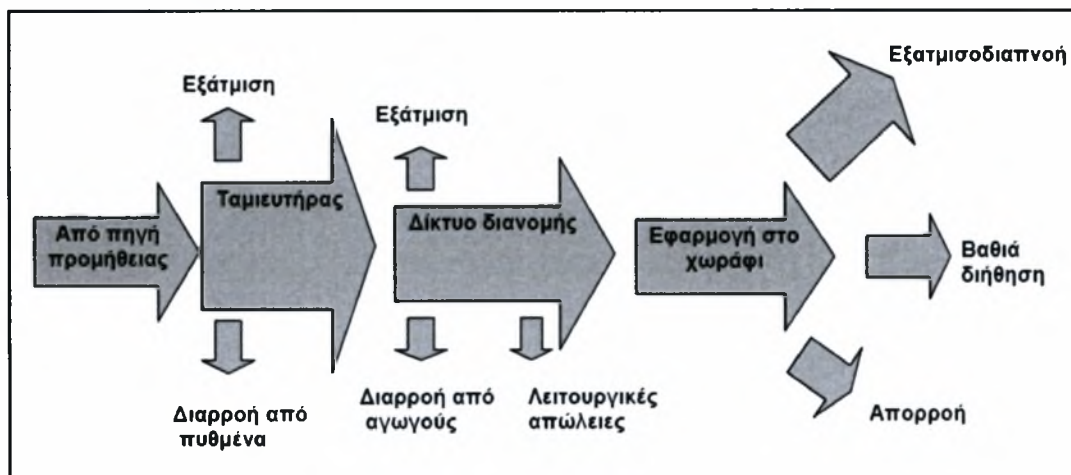 Εξάτμιση
Ταμιευτήρας
Από πηγή
προμήθειας
Διαρροή από
πυθμένα
Εξάτμιση
Δίκτυο διανομής
Διαρροή από
αγωγούς
Λειτουργικές
απώλειες
Εφαρμογή στο
χωράφι
Εξατμισοδιαπνοή
Βαθιά
διήθηση
Απορροή